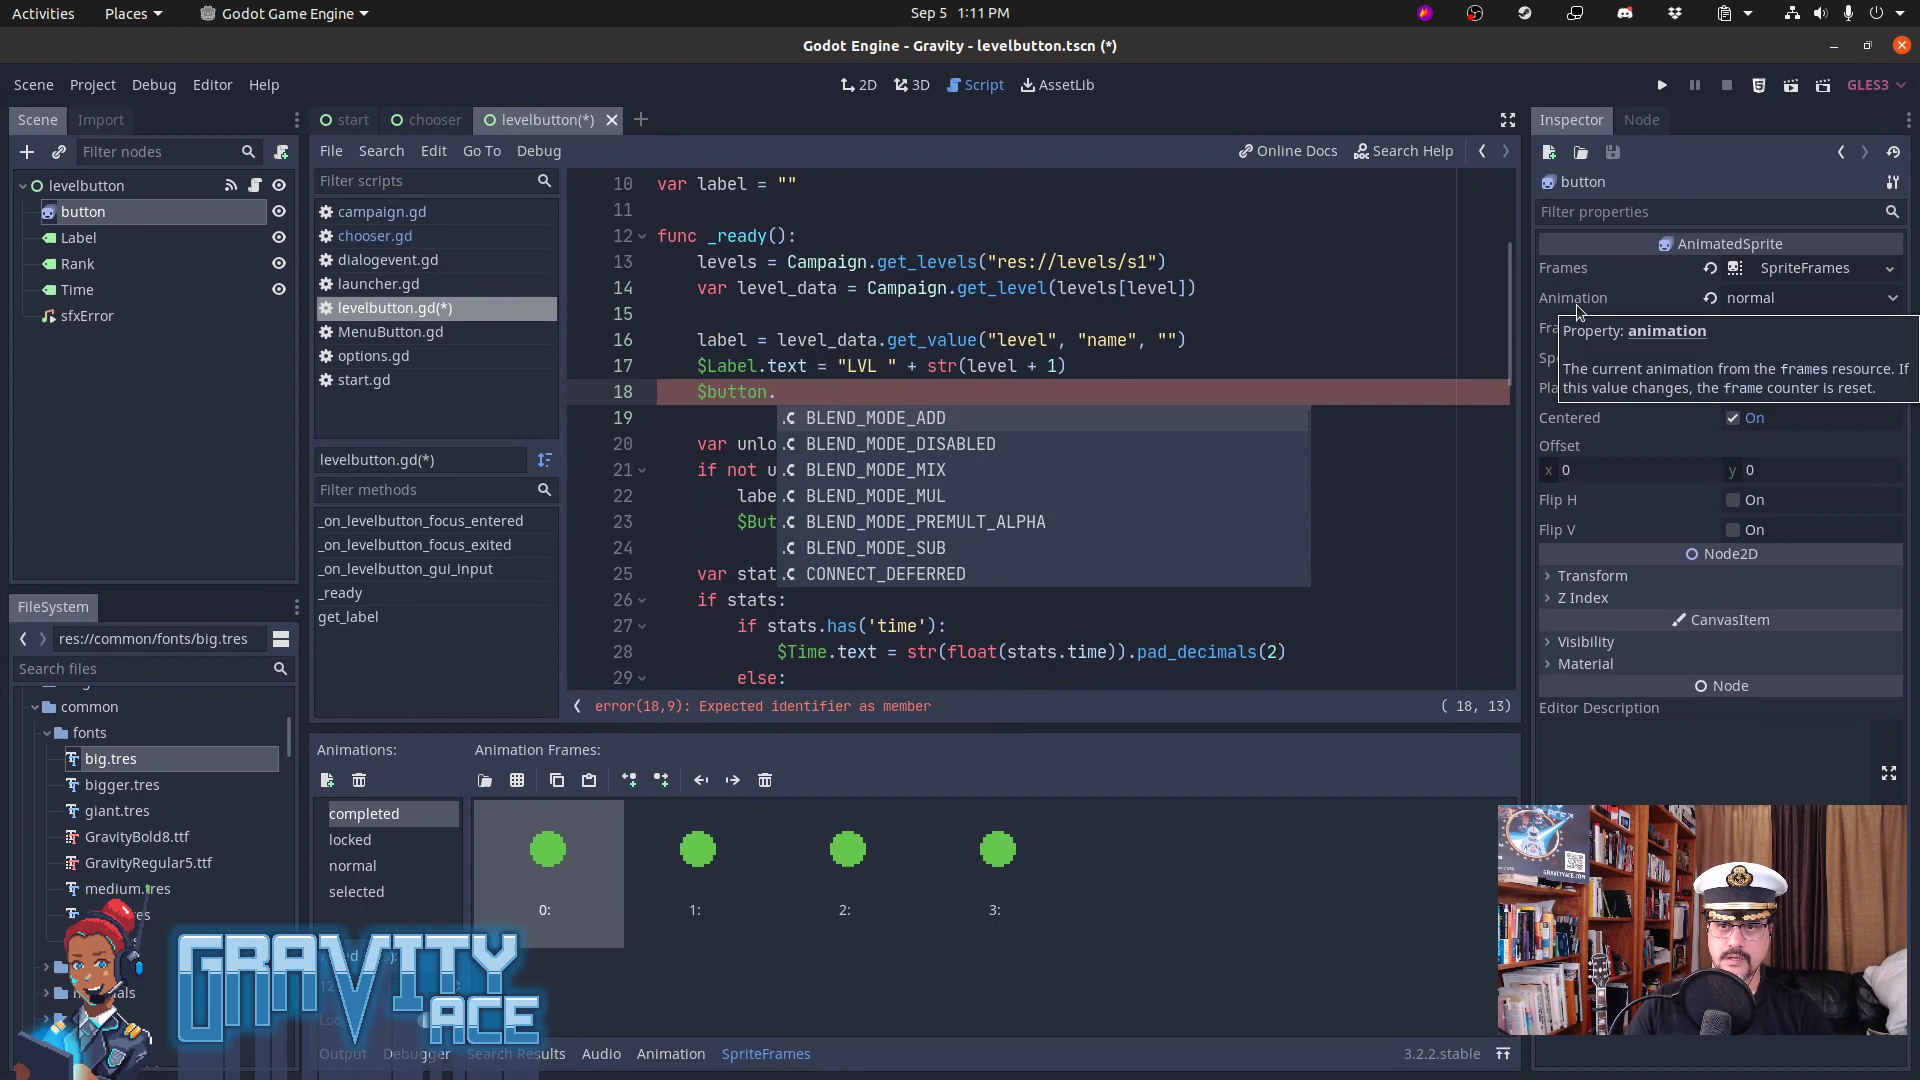 Activities Places Godot Game Engine Sep 5 1:11 PM
Godot Engine - Gravity - levelbutton.tscn (*)
Scene Project Debug Editor Help 2D 3D Script AssetLib GLES3
Scene Import start chooser levelbutton(*) Inspector Node
Filter nodes File Search Edit Go To Debug Online Docs Search Help
levelbutton
button
Label
Rank
Time
sfxError
Filter scripts
campaign.gd
chooser.gd
dialogevent.gd
launcher.gd
levelbutton.gd(*)
MenuButton.gd
options.gd
start.gd
levelbutton.gd(*)
Filter methods
_on_levelbutton_focus_entered
_on_levelbutton_focus_exited
_on_levelbutton_gui_input
_ready
get_label
10 var label = ""
11
12 func _ready():
13 levels = Campaign.get_levels("res://levels/s1")
14 var level_data = Campaign.get_level(levels[level])
15
16 label = level_data.get_value("level", "name", "")
17 $Label.text = "LVL " + str(level + 1)
18 $button.
19 .C BLEND_MODE_ADD
20 var unlo .C BLEND_MODE_DISABLED
21 if not u .C BLEND_MODE_MIX
22 labe .C BLEND_MODE_MUL
23 $But .C BLEND_MODE_PREMULT_ALPHA
24 .C BLEND_MODE_SUB
25 var stat .C CONNECT_DEFERRED
26 if stats:
27 if stats.has('time'):
28 $Time.text = str(float(stats.time)).pad_decimals(2)
29 else:
error(18,9): Expected identifier as member ( 18, 13)
button
Filter properties
AnimatedSprite
Frames SpriteFrames
Animation normal
Fra
Property: animation
Sp
The current animation from the frames resource. If
Pla
this value changes, the frame counter is reset.
Centered On
Offset
x 0 y 0
Flip H On
Flip V On
Node2D
Transform
Z Index
CanvasItem
Visibility
Material
Node
Editor Description
FileSystem
res://common/fonts/big.tres
Search files
common
fonts
big.tres
bigger.tres
giant.tres
GravityBold8.ttf
GravityRegular5.ttf
medium.tres
Animations: Animation Frames:
completed
locked
normal
selected
0: 1: 2: 3:
GRAVITY
ACE
Output Debugger Search Results Audio Animation SpriteFrames 3.2.2.stable
GRAVITYACE.COM